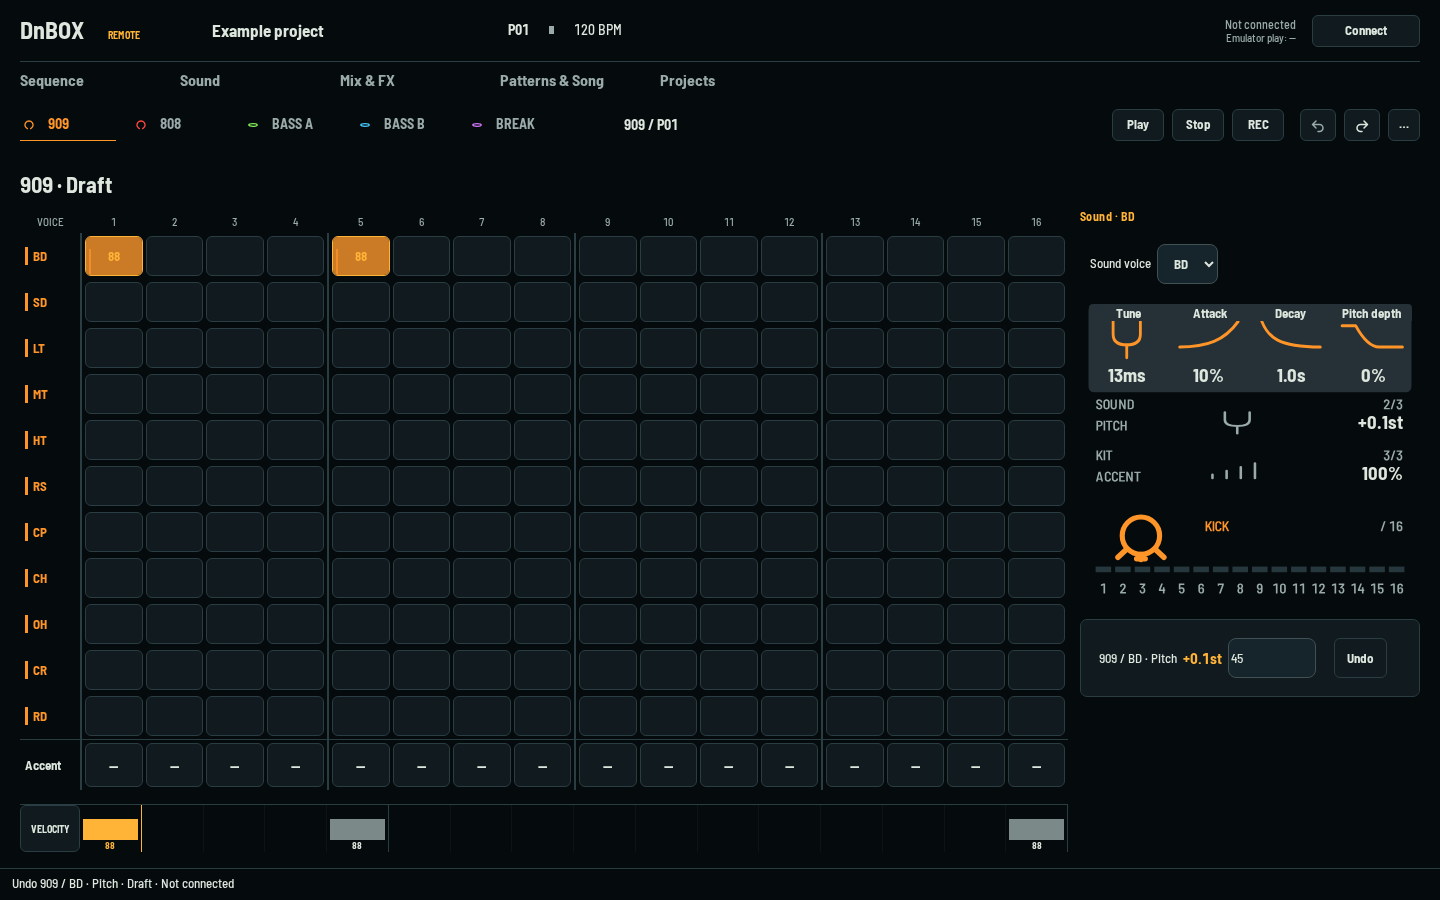 DnBOX REMOTE Example project P01 120 BPM Not connected Connect
Emulator play: –
Sequence Sound Mix & FX Patterns & Song Projects
909 808 BASS A BASS B BREAK 909 / P01 Play Stop REC ...
909 · Draft
VOICE 1 2 3 4 5 6 7 8 9 10 11 12 13 14 15 16
BD 88 88
SD
LT
MT
HT
RS
CP
CH
OH
CR
RD
Accent – – – – – – – – – – – – – – – –
VELOCITY 88 88 88
Sound · BD
Sound voice BD
Tune Attack Decay Pitch depth
13ms 10% 1.0s 0%
SOUND 2/3
PITCH +0.1st
KIT 3/3
ACCENT 100%
KICK / 16
1 2 3 4 5 6 7 8 9 10 11 12 13 14 15 16
909 / BD · Pitch +0.1st 45 Undo
Undo 909 / BD · Pitch · Draft · Not connected